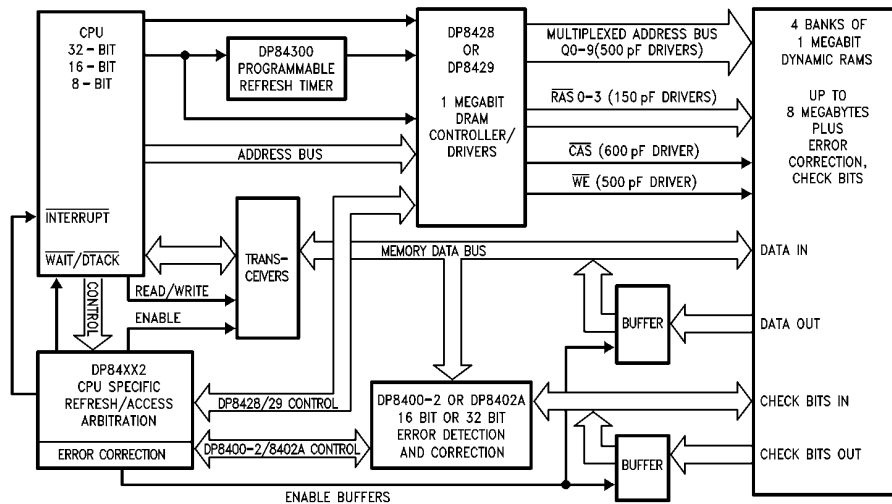 CPU
32-BIT
16-BIT
8-BIT
INTERRUPT
WAIT/DTACK
DP84300
PROGRAMMABLE
REFRESH TIMER
ADDRESS BUS
DP8428
OR
DP8429
1 MEGABIT
DRAM
CONTROLLER/
DRIVERS
MULTIPLEXED ADDRESS BUS
Q0-9(500 pF DRIVERS)
RAS 0-3 (150 pF DRIVERS)
CAS (600 pF DRIVER)
WE (500 pF DRIVER)
4 BANKS OF
1 MEGABIT
DYNAMIC RAMS
UP TO
8 MEGABYTES
PLUS
ERROR
CORRECTION,
CHECK BITS
DATA IN
DATA OUT
CHECK BITS IN
CHECK BITS OUT
TRANS-
CEIVERS
MEMORY DATA BUS
CONTROL
READ/WRITE
ENABLE
BUFFER
DP84XX2
CPU SPECIFIC
REFRESH/ACCESS
ARBITRATION
ERROR CORRECTION
DP8428/29 CONTROL
DP8400-2/8402A CONTROL
DP8400-2 OR DP8402A
16 BIT OR 32 BIT
ERROR DETECTION
AND CORRECTION
BUFFER
ENABLE BUFFERS